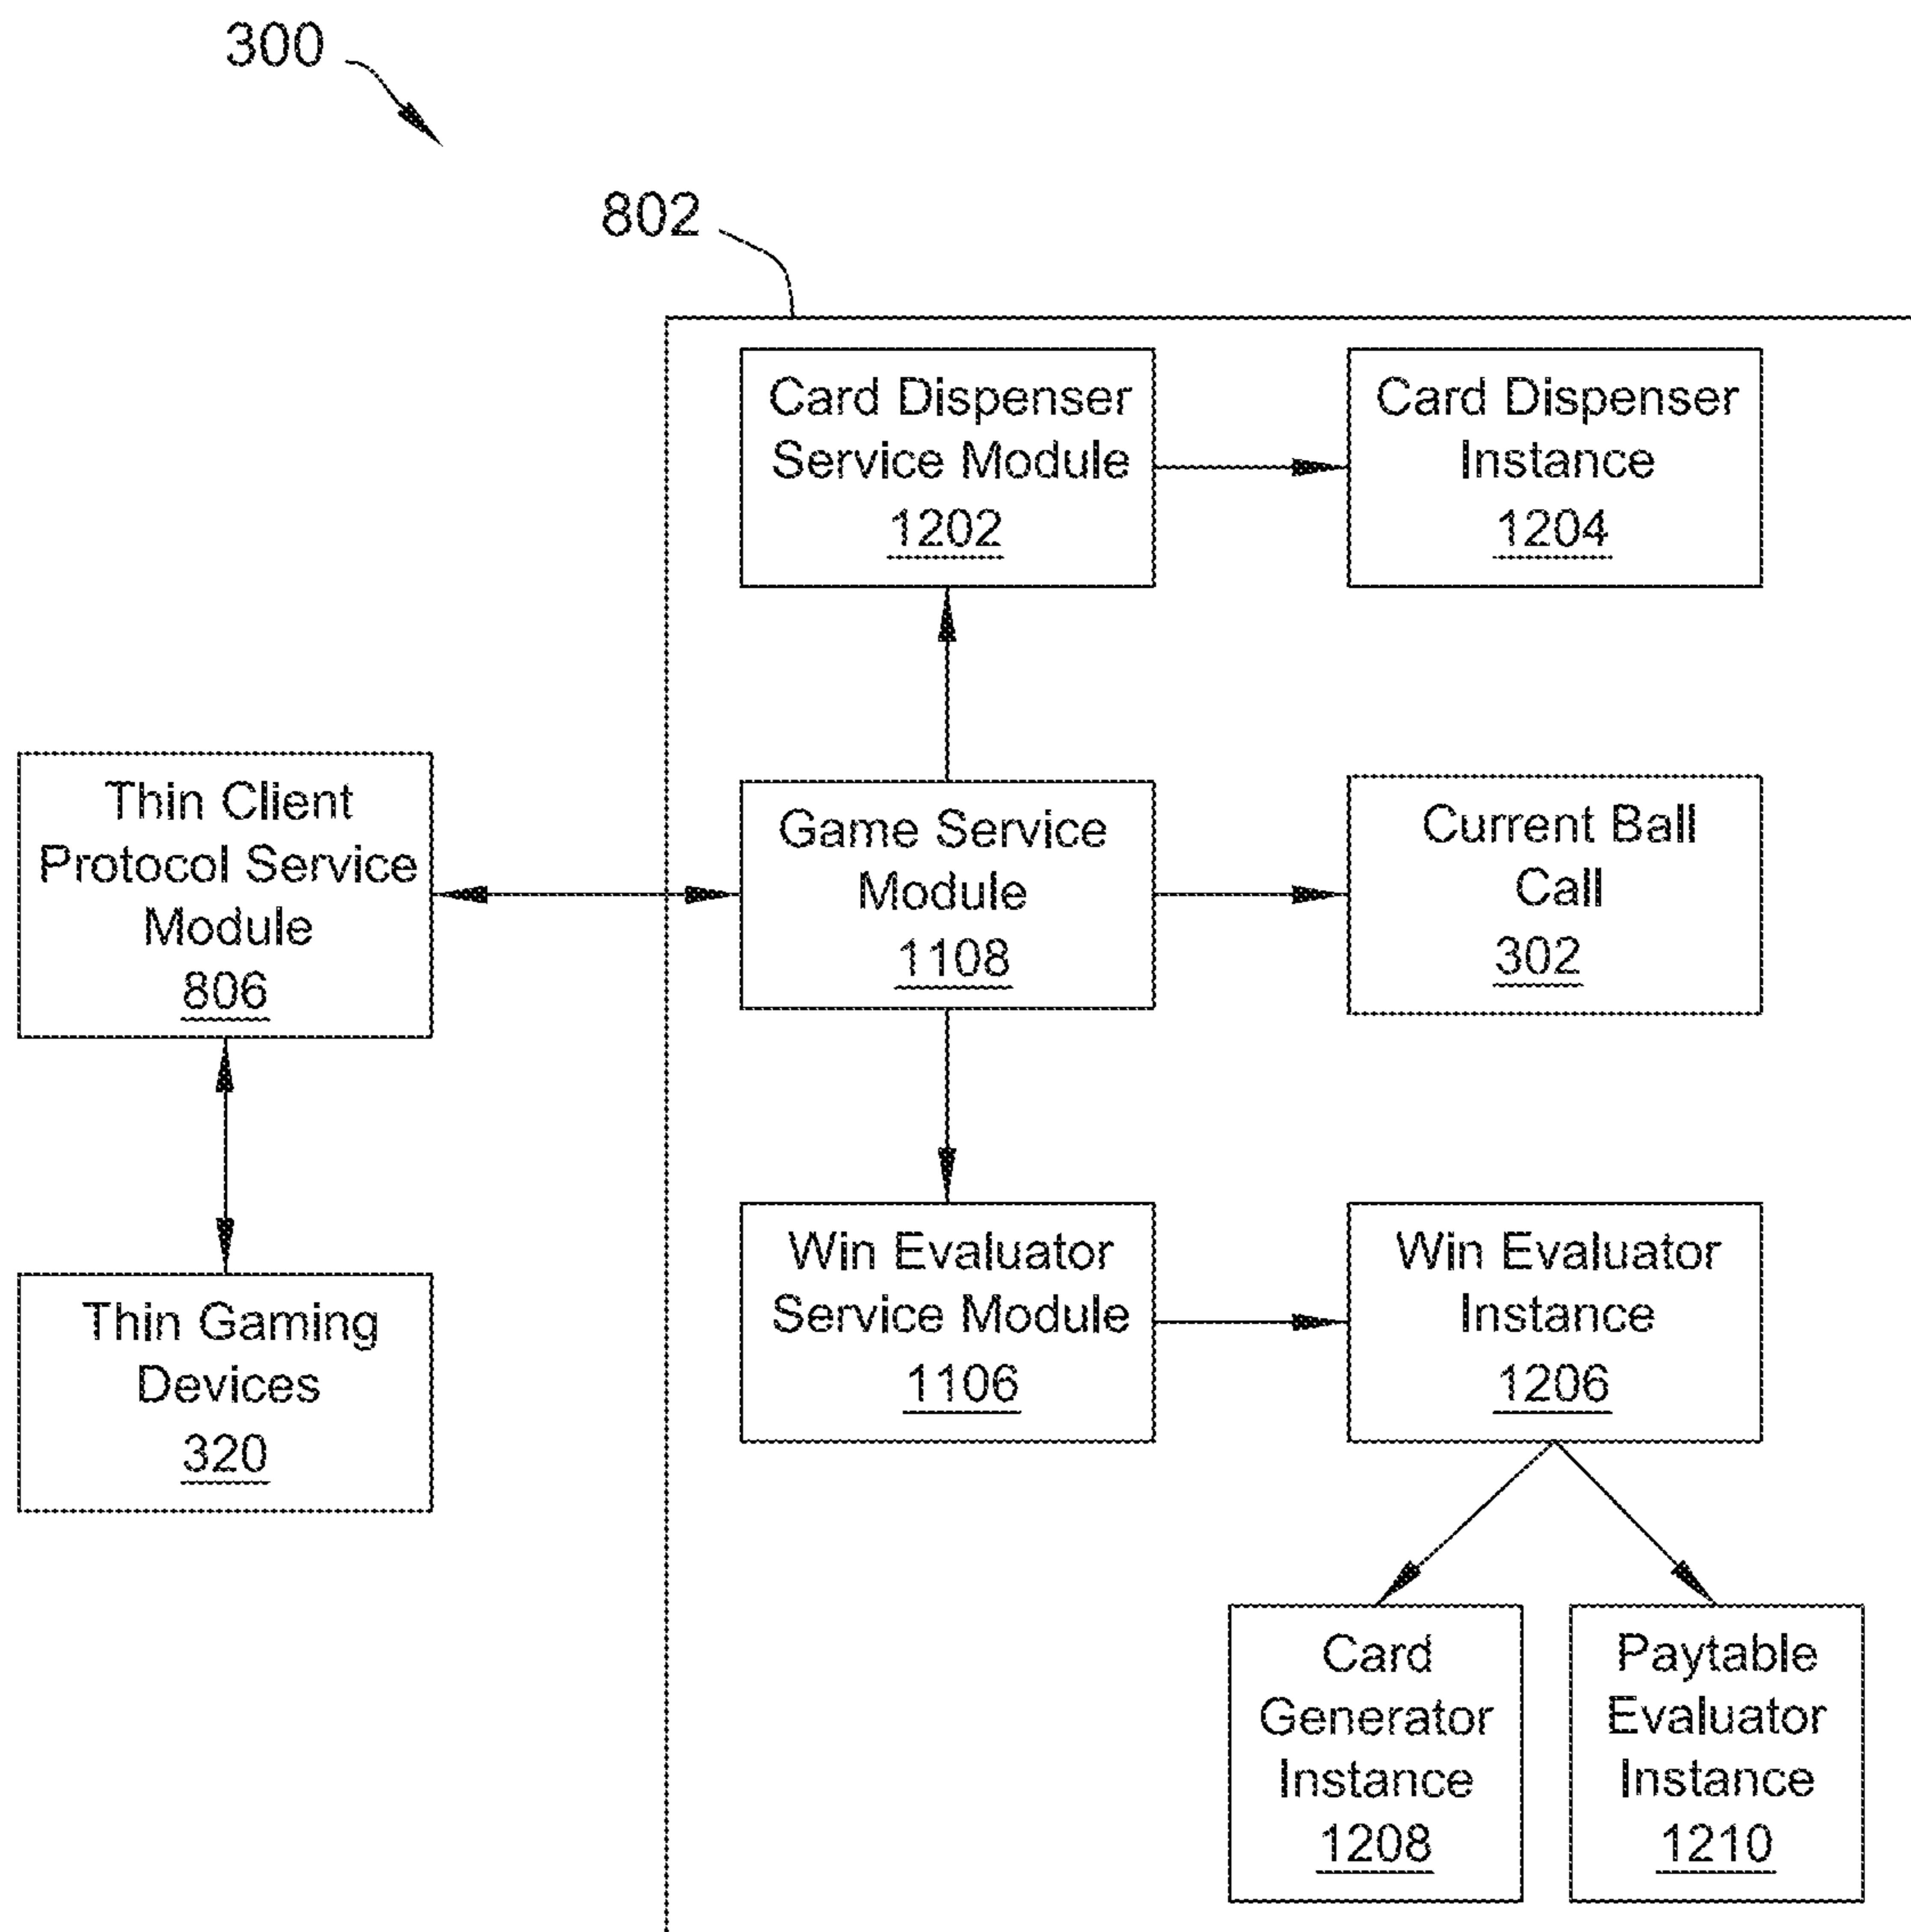 300
802
Card Dispenser
Service Module
1202
Card Dispenser
Instance
1204
Thin Client
Protocol Service
Module
806
Game Service
Module
1108
Current Ball
Call
302
Thin Gaming
Devices
320
Win Evaluator
Service Module
1106
Win Evaluator
Instance
1206
Card
Generator
Instance
1208
Paytable
Evaluator
Instance
1210